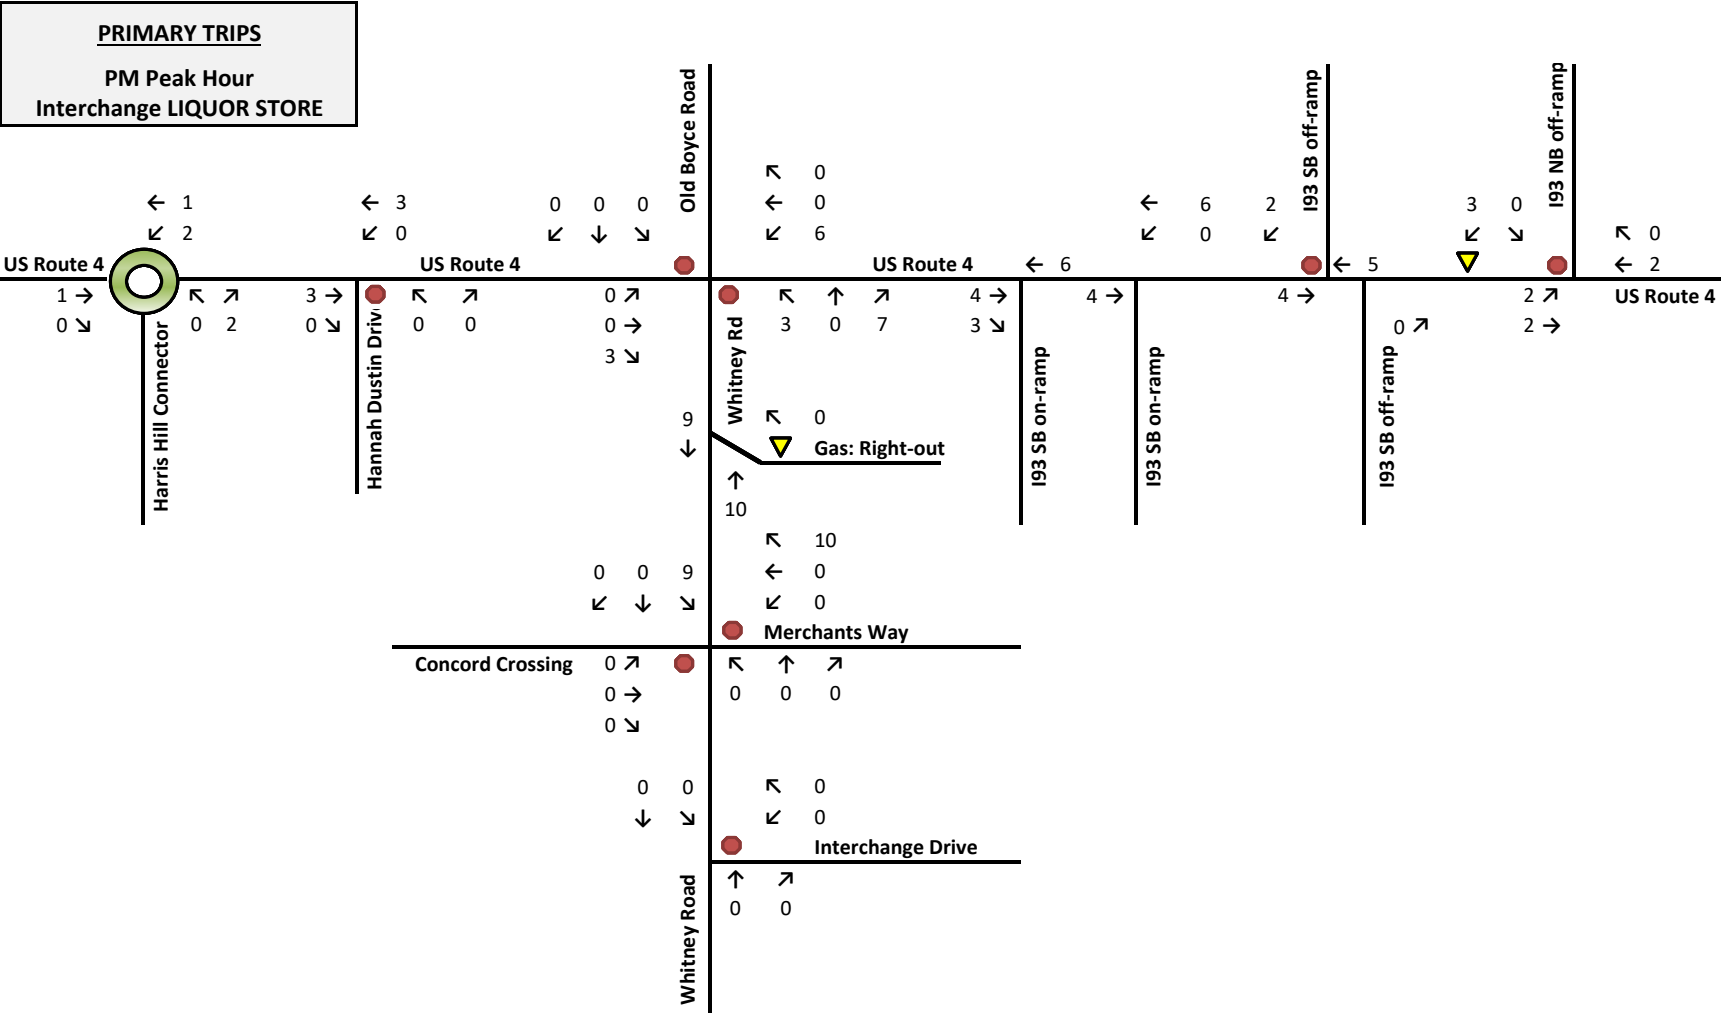 PRIMARY TRIPS
PM Peak Hour
Interchange LIQUOR STORE
Old Boyce Road
I93 SB off-ramp
I93 NB off-ramp
↖ 0
← 1
← 3
0 0 0
← 0
← 6 2
3 0
↙ 2
↙ 0
↙ ↓ ↘
↙ 6
↙ 0 ↙
↙ ↘
↖ 0
US Route 4
US Route 4
US Route 4
← 6
← 5
← 2
1 →
↖ ↗
3 →
↖ ↗
0 ↗
↖ ↑ ↗
4 →
4 →
4 →
2 ↗
US Route 4
0 ↘
0 2
0 ↘
0 0
0 →
3 0 7
3 ↘
0 ↗
2 →
3 ↘
Harris Hill Connector
Hannah Dustin Driv
Whitney Rd
I93 SB on-ramp
I93 SB on-ramp
I93 SB off-ramp
9
↖ 0
↓
Gas: Right-out
↑
10
↖ 10
0 0 9
← 0
↙ ↓ ↘
↙ 0
Merchants Way
Concord Crossing
0 ↗
↖ ↑ ↗
0 →
0 0 0
0 ↘
0 0
↖ 0
↓ ↘
↙ 0
Interchange Drive
↑ ↗
0 0
Whitney Road